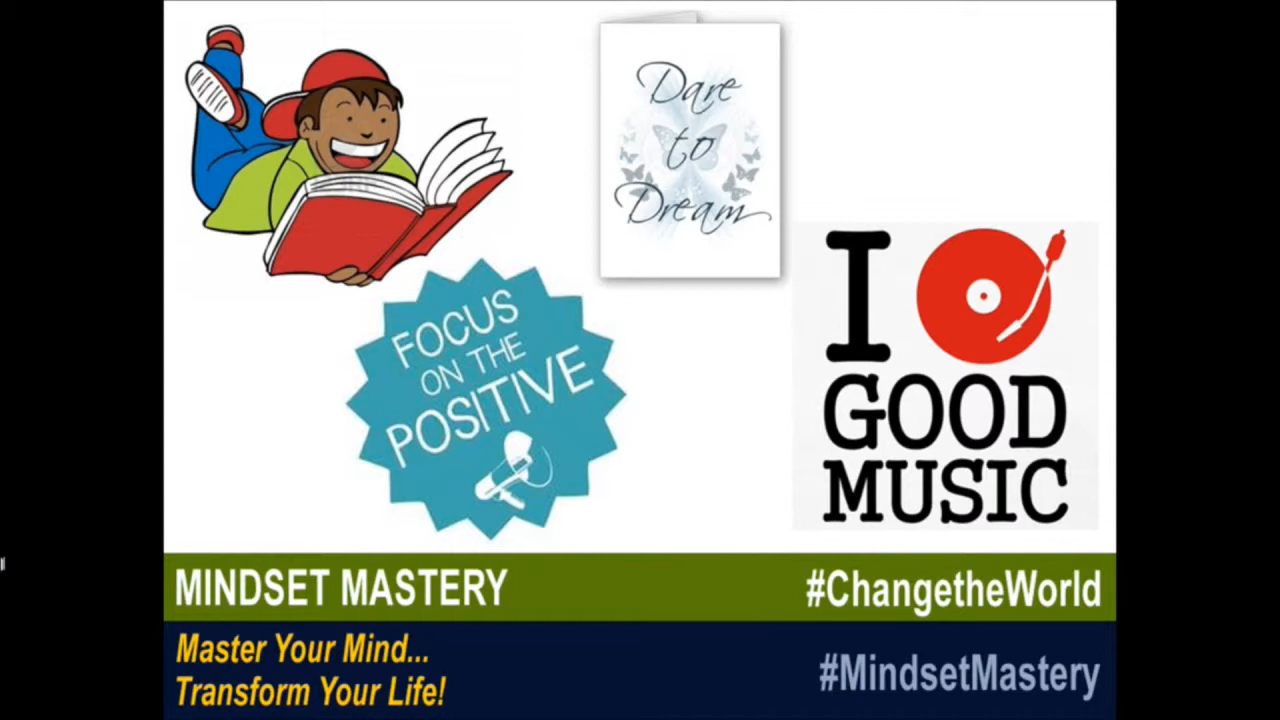 Dare
to
Dream
FOCUS
ON THE
POSITIVE
I
GOOD
MUSIC
MINDSET MASTERY
#ChangetheWorld
Master Your Mind...
Transform Your Life!
#MindsetMastery